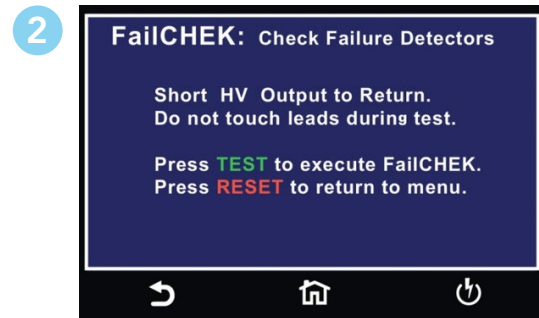 2
FailCHEK: Check Failure Detectors
Short HV Output to Return.
Do not touch leads during test.
Press TEST to execute FailCHEK.
Press RESET to return to menu.